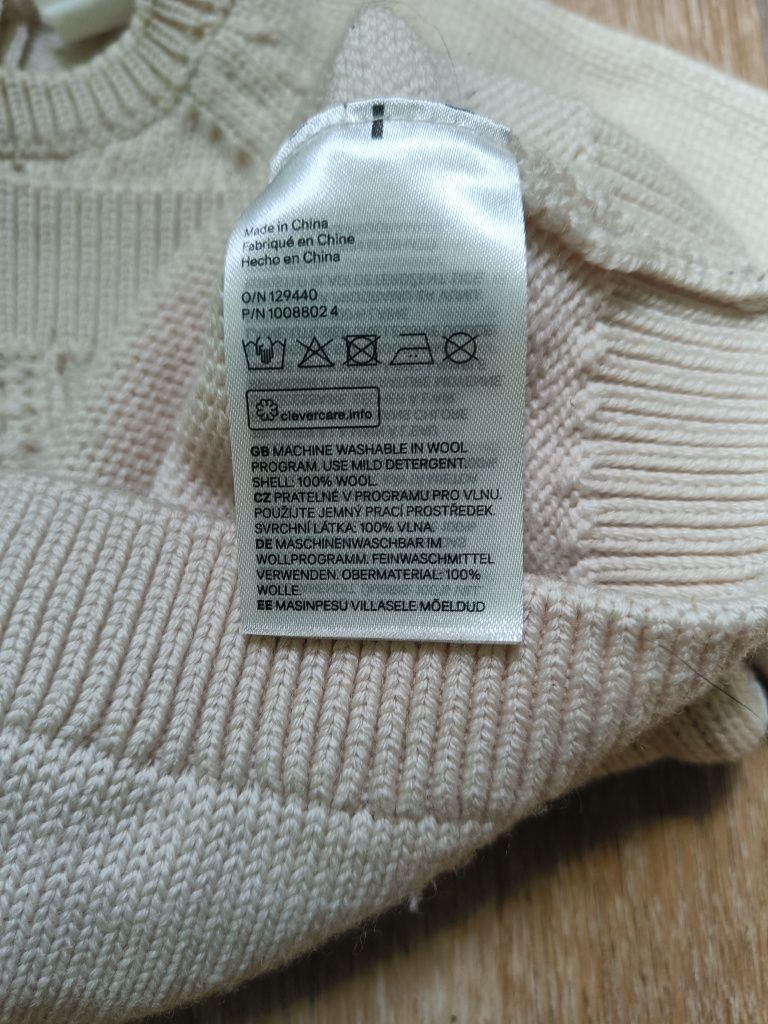 Made in China
Fabriqué en Chine
Hecho en China
O/N 129440
P/N 1008802 4
clevercare.info
GB MACHINE WASHABLE IN WOOL
PROGRAM. USE MILD DETERGENT.
SHELL: 100% WOOL.
CZ PRATELNÉ V PROGRAMU PRO VLNU.
POUŽIJTE JEMNÝ PRACÍ PROSTŘEDEK.
SVRCHNÍ LÁTKA: 100% VLNA.
DE MASCHINENWASCHBAR IM
WOLLPROGRAMM. FEINWASCHMITTEL
VERWENDEN. OBERMATERIAL: 100%
WOLLE.
EE MASINPESU VILLASELE MÕELDUD